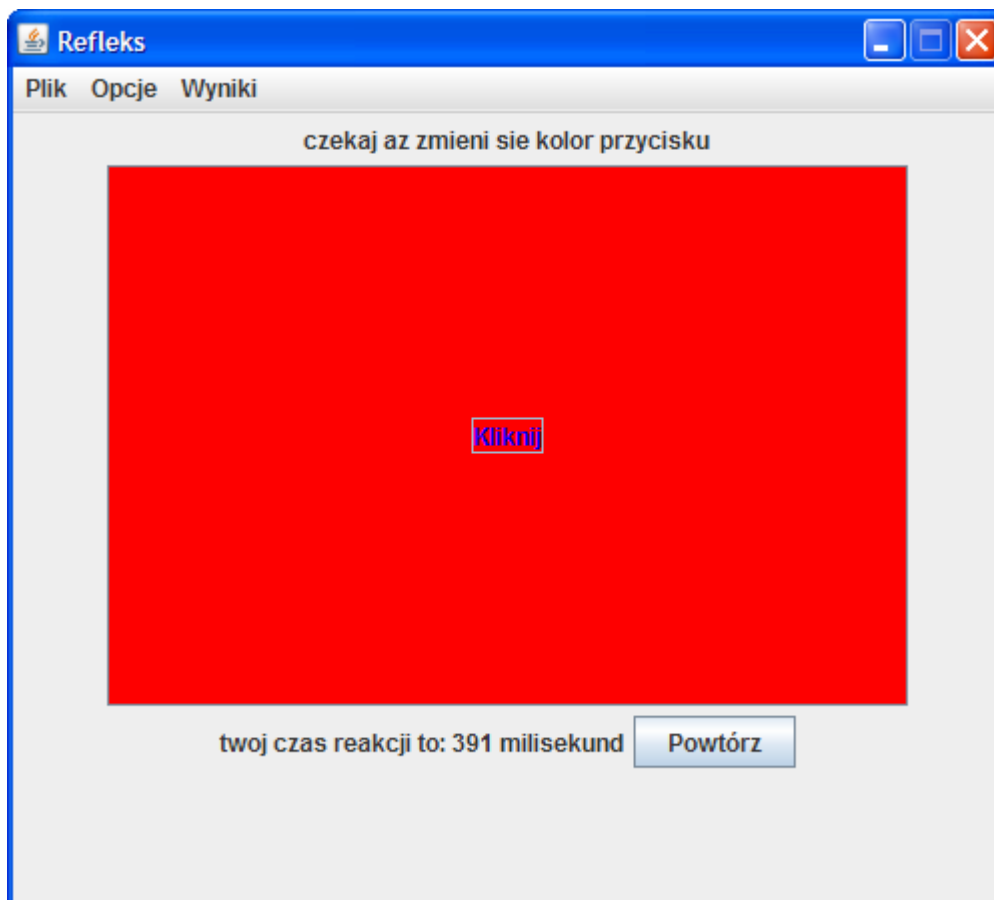 Refleks
Plik Opcje Wyniki
czekaj az zmieni sie kolor przycisku
Kliknij
twoj czas reakcji to: 391 milisekund Powtórz